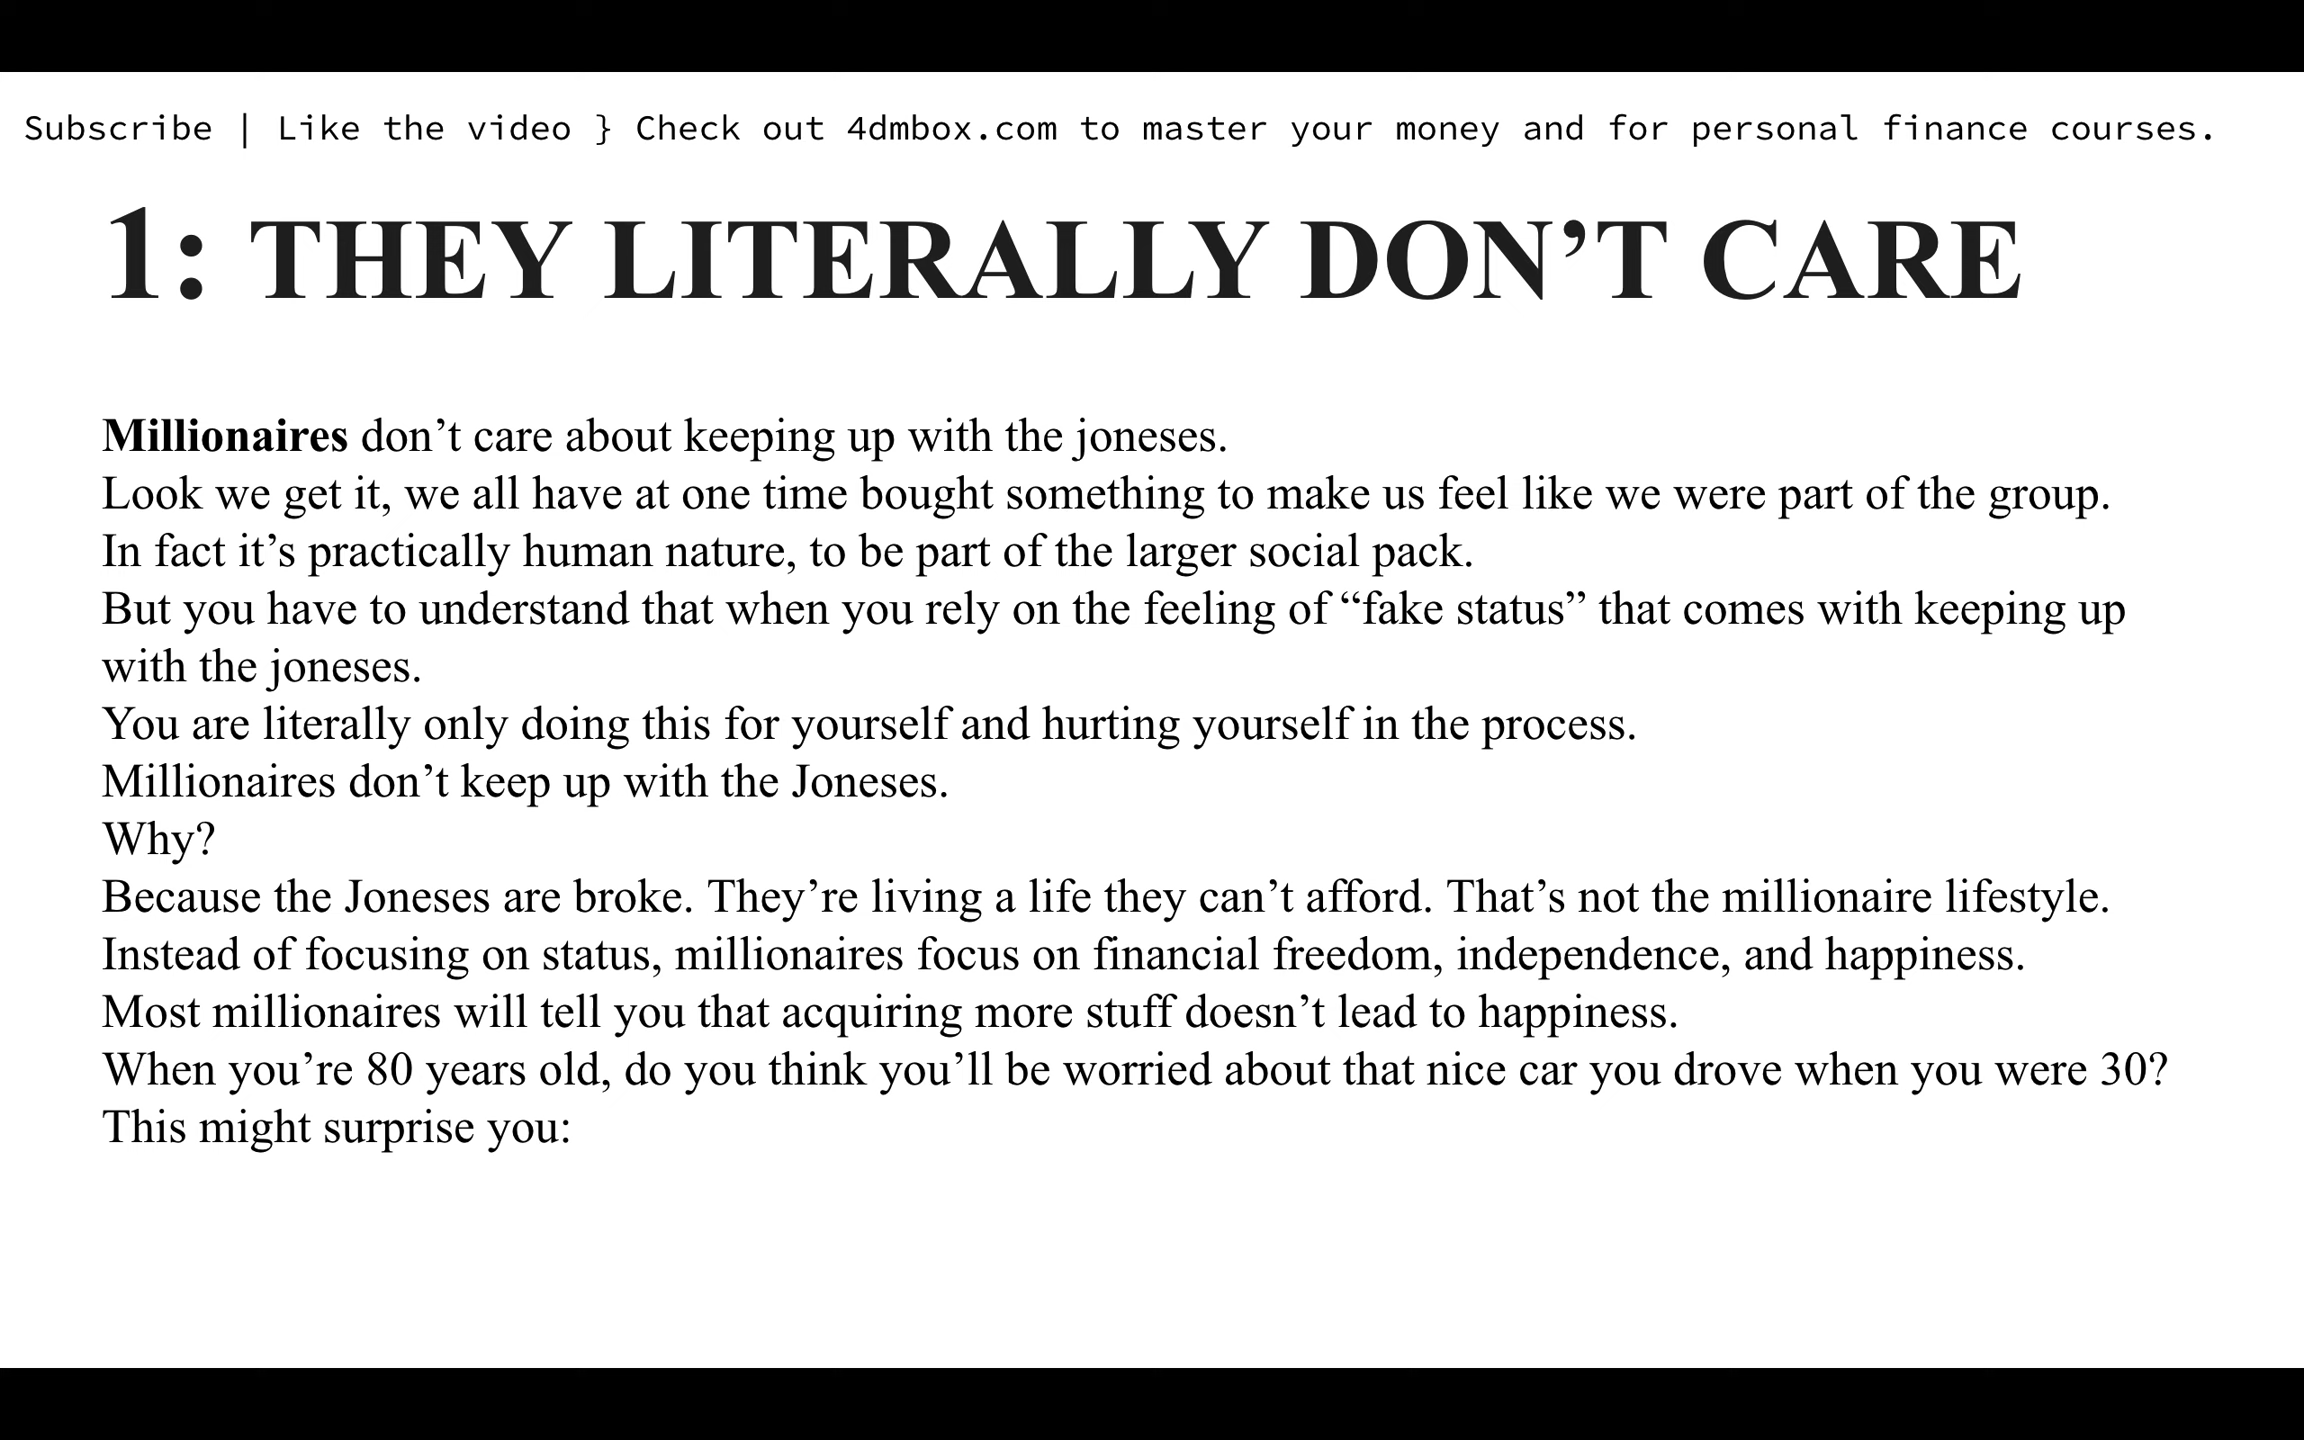 Subscribe | Like the video } Check out 4dmbox.com to master your money and for personal finance courses.
1: THEY LITERALLY DON’T CARE
Millionaires don’t care about keeping up with the joneses.
Look we get it, we all have at one time bought something to make us feel like we were part of the group.
In fact it’s practically human nature, to be part of the larger social pack.
But you have to understand that when you rely on the feeling of “fake status” that comes with keeping up
with the joneses.
You are literally only doing this for yourself and hurting yourself in the process.
Millionaires don’t keep up with the Joneses.
Why?
Because the Joneses are broke. They’re living a life they can’t afford. That’s not the millionaire lifestyle.
Instead of focusing on status, millionaires focus on financial freedom, independence, and happiness.
Most millionaires will tell you that acquiring more stuff doesn’t lead to happiness.
When you’re 80 years old, do you think you’ll be worried about that nice car you drove when you were 30?
This might surprise you: